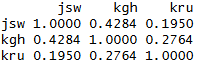 jsw kgh kru
jsw 1.0000 0.4284 0.1950
kgh 0.4284 1.0000 0.2764
kru 0.1950 0.2764 1.0000